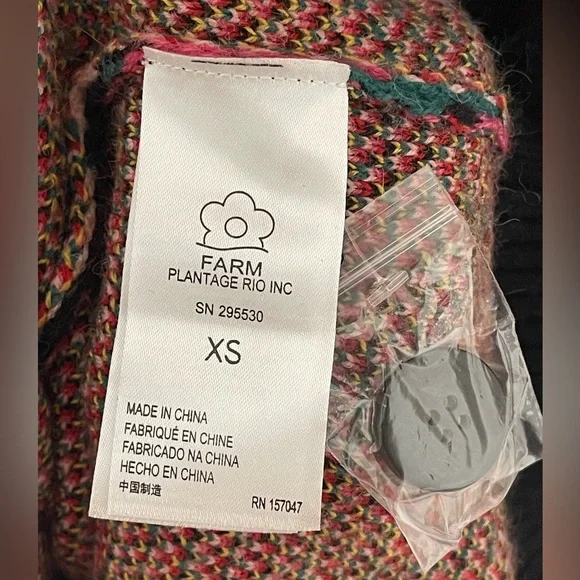 FARM
PLANTAGE RIO INC
SN 295530
XS
MADE IN CHINA
FABRIQUÉ EN CHINE
FABRICADO NA CHINA
HECHO EN CHINA
中国制造
RN 157047